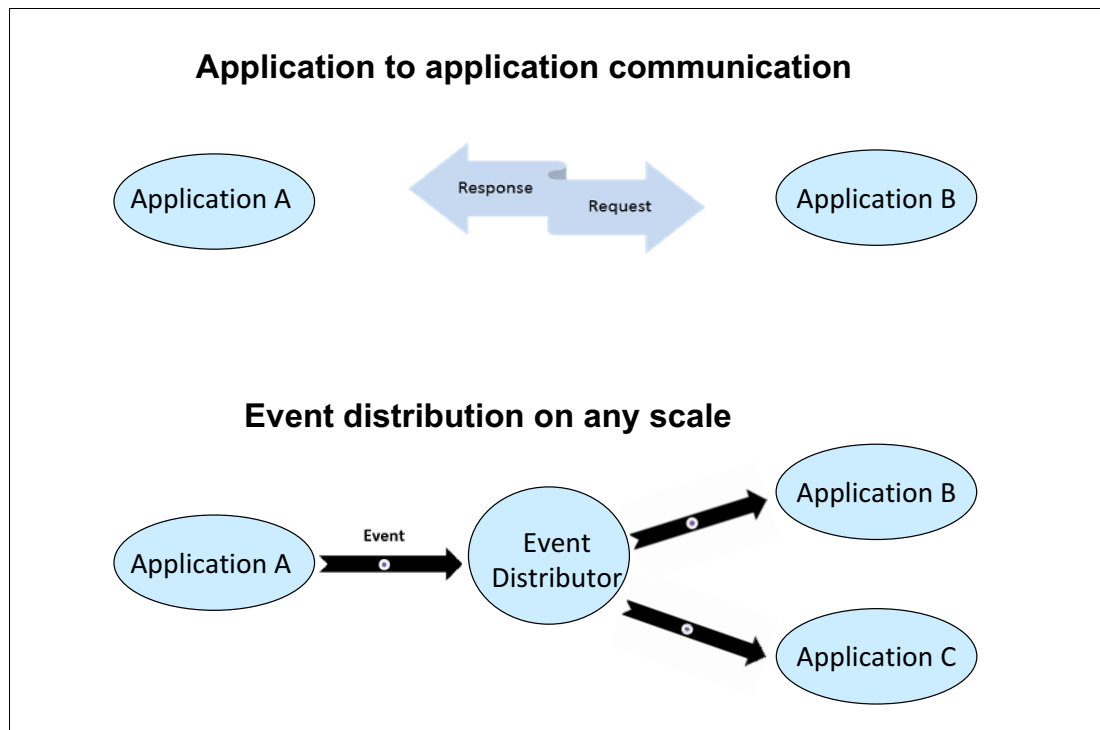 Application to application communication
Application A
Response
Request
Application B
Event distribution on any scale
Application A
Event
Event
Distributor
Application B
Application C